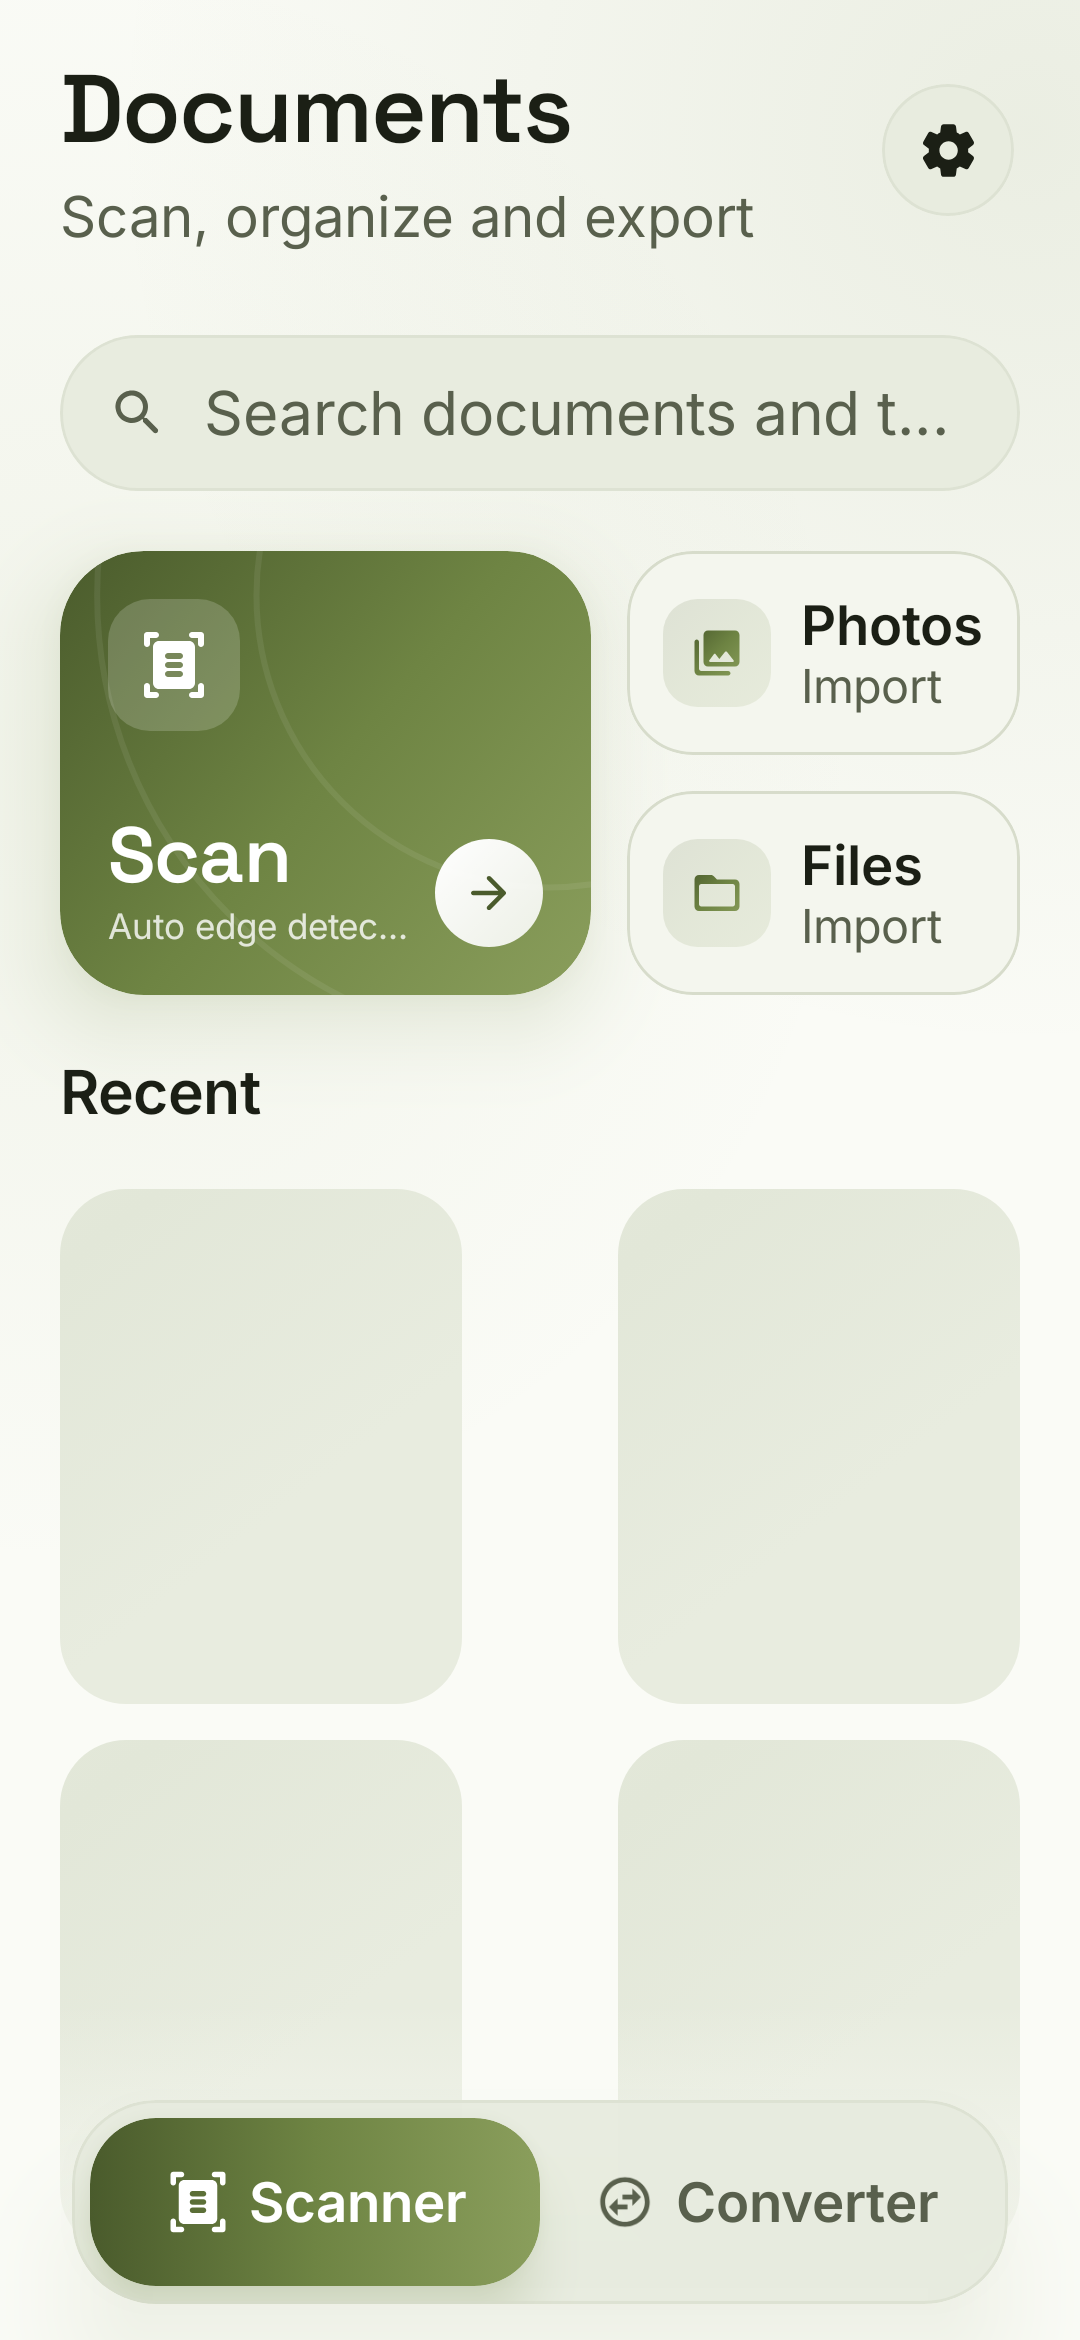 Documents
Scan, organize and export
Search documents and t...
Scan
Auto edge detec...
Photos
Import
Files
Import
Recent
Scanner
Converter